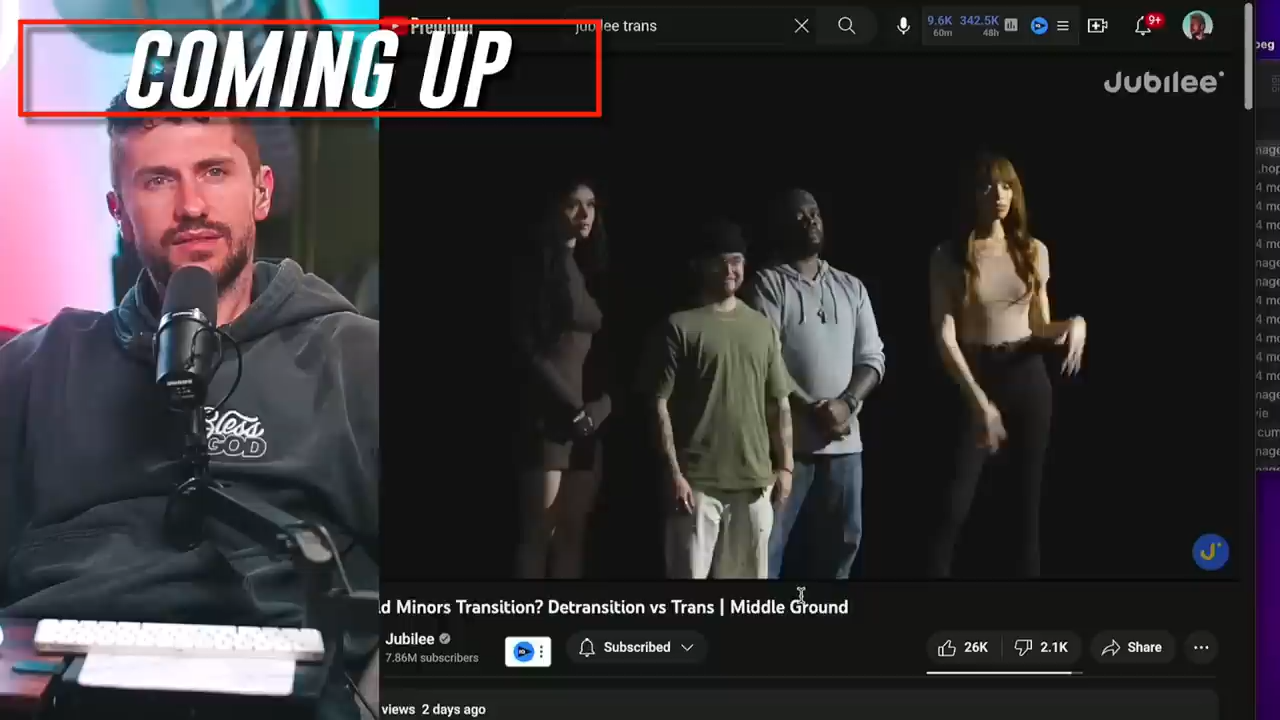 COMING UP
Premium
jubilee trans
9.6K
60m
342.5K
48h
9+
Jubilee
Bless
GOD
ld Minors Transition? Detransition vs Trans | Middle Ground
Jubilee
7.86M subscribers
Subscribed
26K
2.1K
Share
views 2 days ago